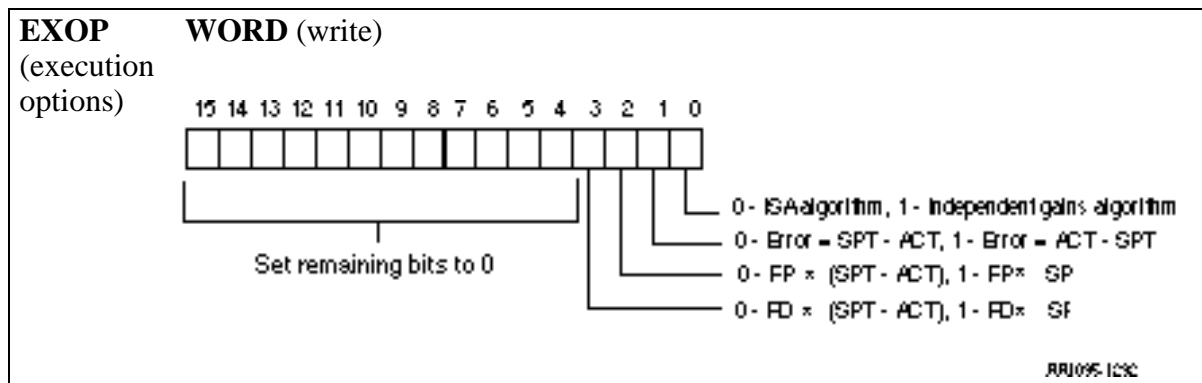 EXOP WORD (write)
(execution
options)
15 14 13 12 11 10 9 8 7 6 5 4 3 2 1 0
0 - ISA algorithm, 1 - Independent gains algorithm
0 - Error = SPT - ACT, 1 - Error = ACT - SPT
Set remaining bits to 0
0 - FP × (SPT - ACT), 1 - FP × SP
0 - FD × (SPT - ACT), 1 - FD ×